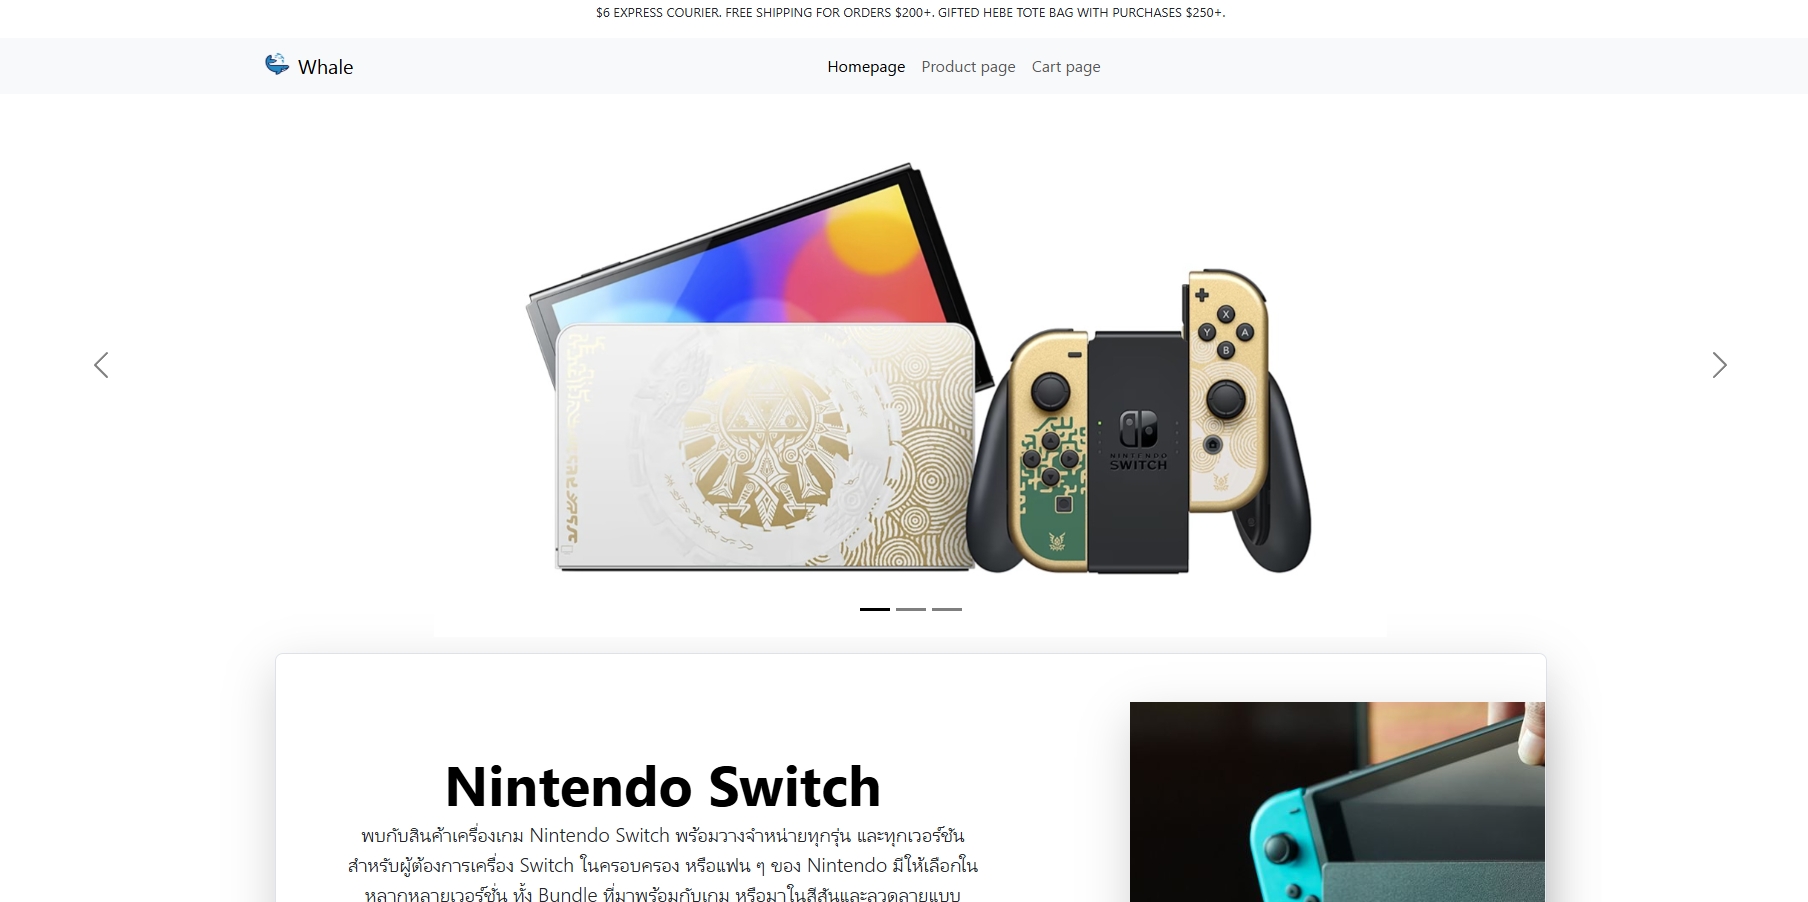 $6 EXPRESS COURIER. FREE SHIPPING FOR ORDERS $200+. GIFTED HEBE TOTE BAG WITH PURCHASES $250+.
Whale
Homepage Product page Cart page
X
Y A
B
NINTENDO
SWITCH
Nintendo Switch
พบกับสินค้าเครื่องเกม Nintendo Switch พร้อมวางจำหน่ายทุกรุ่น และทุกเวอร์ชัน
สำหรับผู้ต้องการเครื่อง Switch ในครอบครอง หรือแฟน ๆ ของ Nintendo มีให้เลือกใน
หลากหลายเวอร์ชั่น ทั้ง Bundle ที่มาพร้อมกับเกม หรือมาในสีสันและลวดลายแบบ